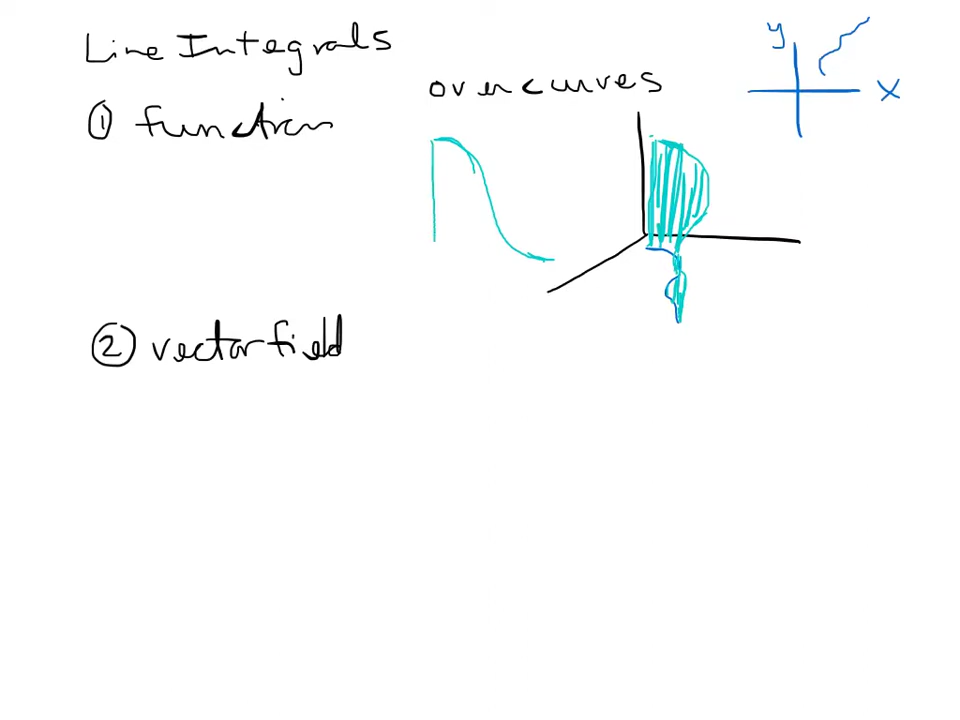 Line Integrals
over curves
y
x
① function
② vector field